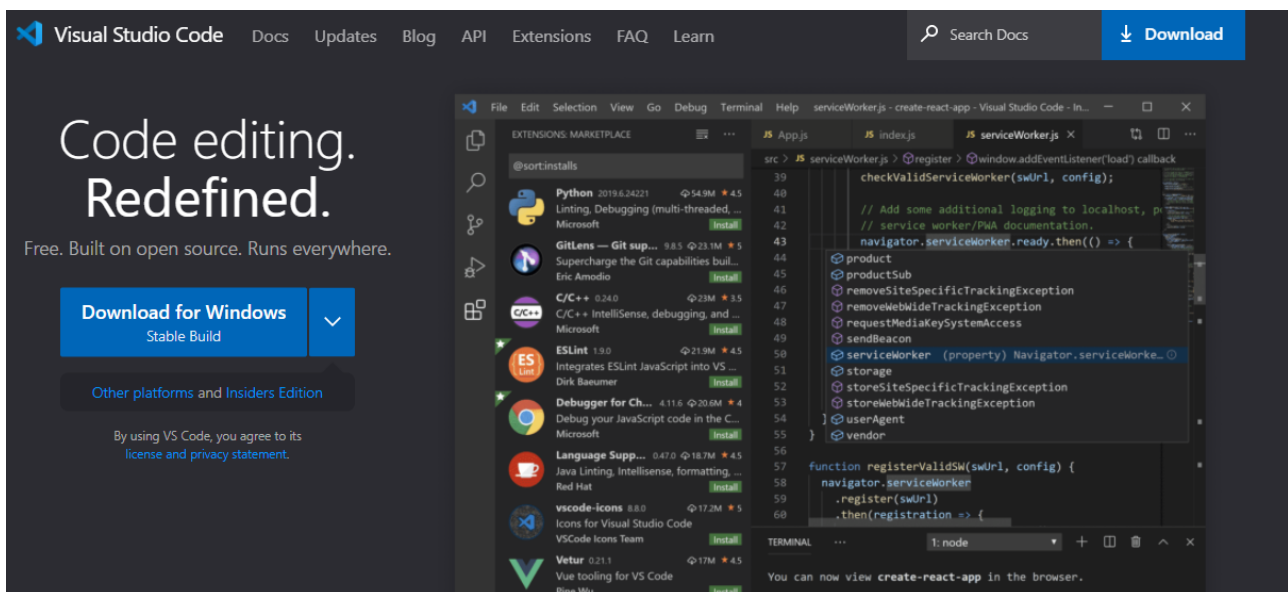 Visual Studio Code Docs Updates Blog API Extensions FAQ Learn Search Docs Download
Code editing.
Redefined.
Free. Built on open source. Runs everywhere.
Download for Windows
Stable Build
Other platforms and Insiders Edition
By using VS Code, you agree to its
license and privacy statement.
File Edit Selection View Go Debug Terminal Help serviceWorker.js - create-react-app - Visual Studio Code - In...
EXTENSIONS: MARKETPLACE
@sort:installs
Python 2019.6.24221 54.9M 4.5
Linting, Debugging (multi-threaded, ...
Microsoft Install
GitLens — Git sup... 9.8.5 23.1M 5
Supercharge the Git capabilities buil...
Eric Amodio Install
C/C++ 0.24.0 23M 3.5
C/C++ IntelliSense, debugging, and ...
Microsoft Install
ESLint 1.9.0 21.9M 4.5
Integrates ESLint JavaScript into VS ...
Dirk Baeumer Install
Debugger for Ch... 4.11.6 20.6M 4
Debug your JavaScript code in the C...
Microsoft Install
Language Supp... 0.47.0 18.7M 4.5
Java Linting, Intellisense, formatting, ...
Red Hat Install
vscode-icons 8.8.0 17.2M 5
Icons for Visual Studio Code
VSCode Icons Team Install
Vetur 0.21.1 17M 4.5
Vue tooling for VS Code
Pine Wu Install
JS App.js JS index.js JS serviceWorker.js
src > JS serviceWorker.js > register > window.addEventListener('load') callback
39 checkValidServiceWorker(swUrl, config);
40
41 // Add some additional logging to localhost, p
42 // service worker/PWA documentation.
43 navigator.serviceWorker.ready.then(() => {
44 product
45 productSub
46 removeSiteSpecificTrackingException
47 removeWebWideTrackingException
48 requestMediaKeySystemAccess
49 sendBeacon
50 serviceWorker (property) Navigator.serviceWorke...
51 storage
52 storeSiteSpecificTrackingException
53 storeWebWideTrackingException
54 ] userAgent
55 } vendor
56
57 function registerValidSW(swUrl, config) {
58 navigator.serviceWorker
59 .register(swUrl)
60 .then(registration => {
TERMINAL ... 1: node
You can now view create-react-app in the browser.